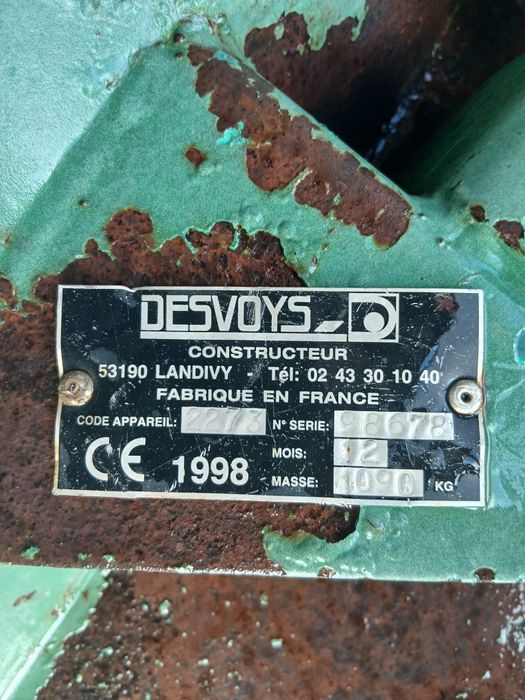 DESVOYS
CONSTRUCTEUR
53190 LANDIVY - Tél: 02 43 30 10 40
FABRIQUE EN FRANCE
CODE APPAREIL: 2273 N° SERIE: 98678
CE 1998 MOIS: 12
MASSE: 1090 KG